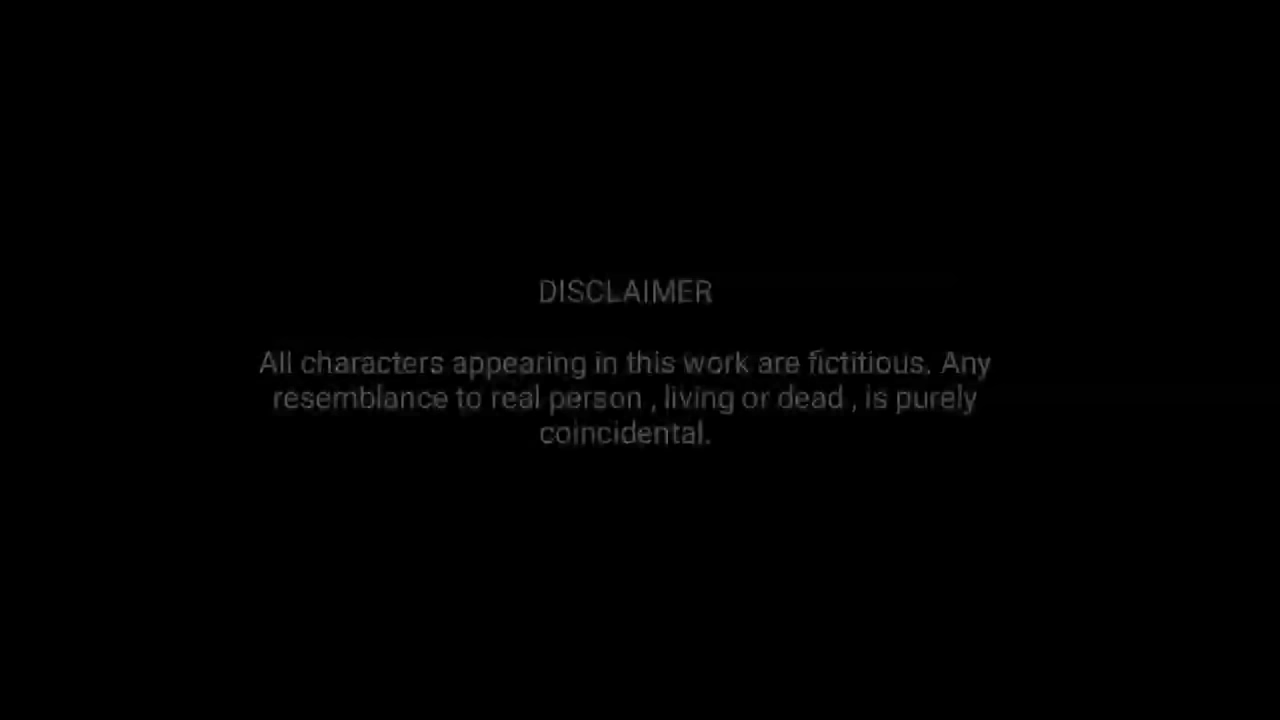 DISCLAIMER
All characters appearing in this work are fictitious. Any
resemblance to real person , living or dead , is purely
coincidental.